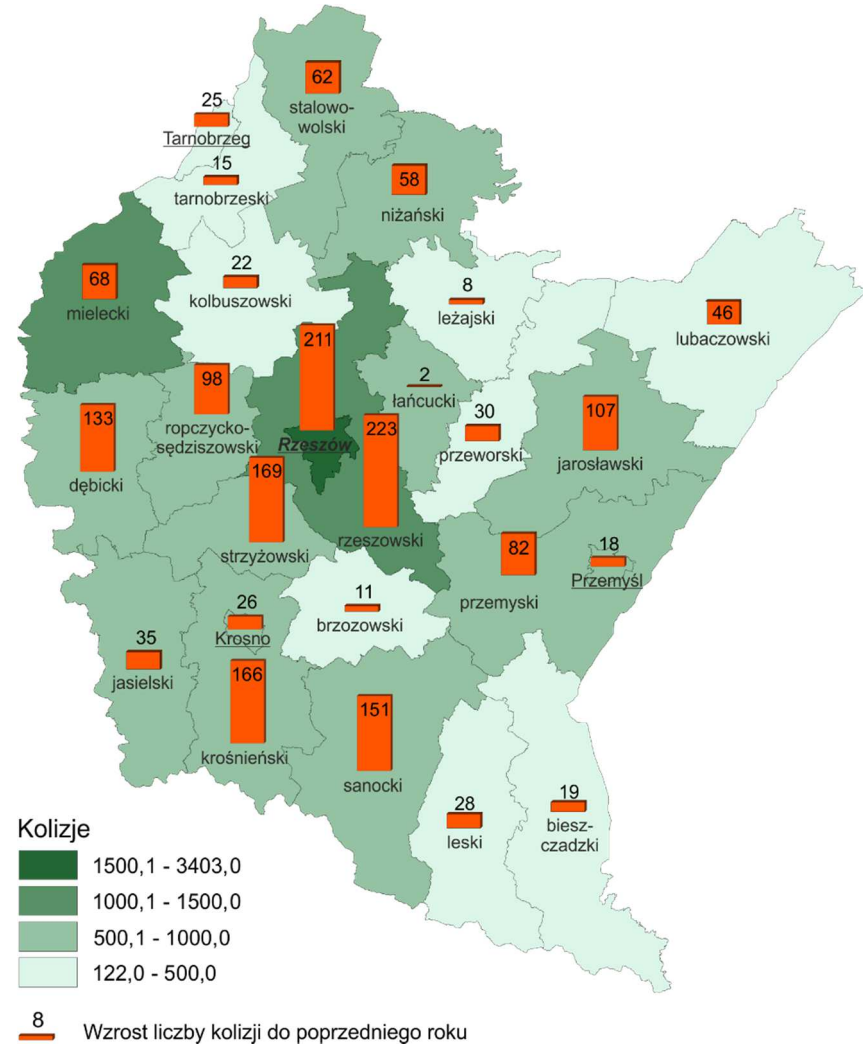 62
stalowo-
wolski
25
Tarnobrzeg
15
tarnobrzeski
58
niżański
68
mielecki
22
kolbuszowski
8
leżajski
46
lubaczowski
211
Rzeszów
98
ropczycko-
sędziszowski
2
łańcucki
30
przeworski
107
jarosławski
133
dębicki
169
strzyżowski
223
rzeszowski
82
przemyski
18
Przemyśl
11
brzozowski
26
Krosno
35
jasielski
166
krośnieński
151
sanocki
28
leski
19
biesz-
czadzki
Kolizje
1500,1 - 3403,0
1000,1 - 1500,0
500,1 - 1000,0
122,0 - 500,0
8 Wzrost liczby kolizji do poprzedniego roku